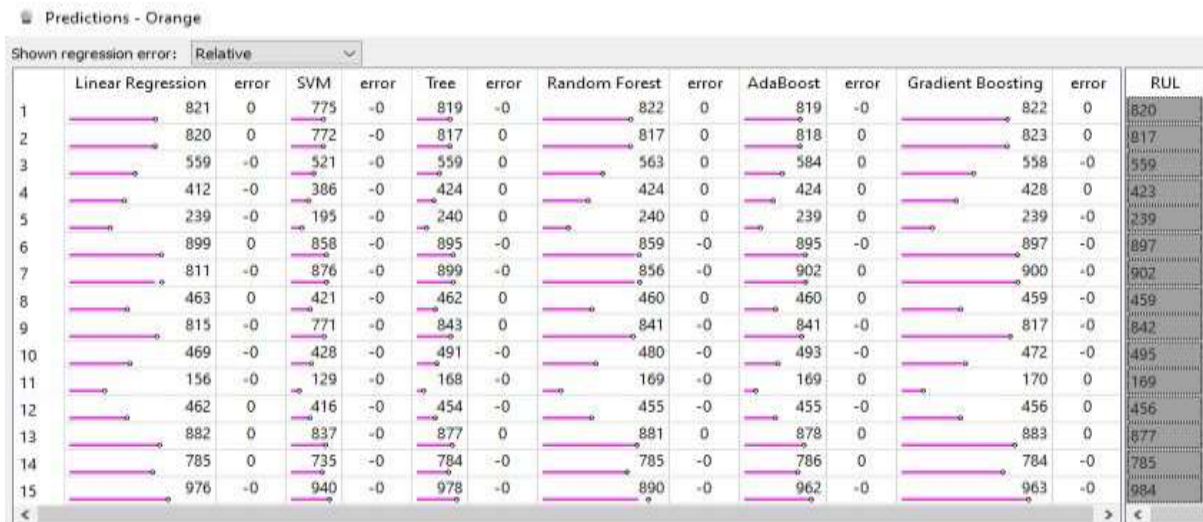 Predictions - Orange
Shown regression error: Relative
Linear Regression error SVM error Tree error Random Forest error AdaBoost error Gradient Boosting error RUL
1 821 0 775 -0 819 -0 822 0 819 -0 822 0 820
2 820 0 772 -0 817 0 817 0 818 0 823 0 817
3 559 -0 521 -0 559 0 563 0 584 0 558 -0 559
4 412 -0 386 -0 424 0 424 0 424 0 428 0 423
5 239 -0 195 -0 240 0 240 0 239 0 239 -0 239
6 899 0 858 -0 895 -0 859 -0 895 -0 897 -0 897
7 811 -0 876 -0 899 -0 856 -0 902 0 900 -0 902
8 463 0 421 -0 462 0 460 0 460 0 459 -0 459
9 815 -0 771 -0 843 0 841 -0 841 -0 817 -0 842
10 469 -0 428 -0 491 -0 480 -0 493 -0 472 -0 495
11 156 -0 129 -0 168 -0 169 -0 169 0 170 0 169
12 462 0 416 -0 454 -0 455 -0 455 -0 456 0 456
13 882 0 837 -0 877 0 881 0 878 0 883 0 877
14 785 0 735 -0 784 -0 785 -0 786 0 784 -0 785
15 976 -0 940 -0 978 -0 890 -0 962 -0 963 -0 984